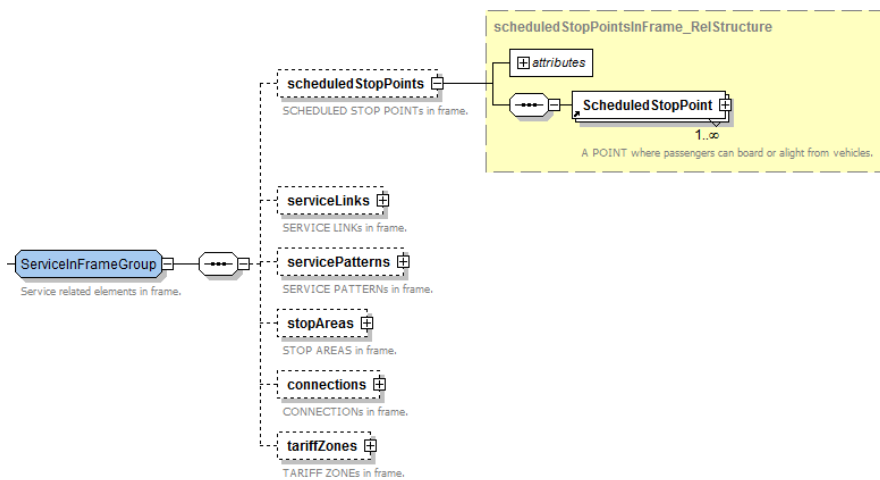 scheduledStopPointsInFrame_RelStructure
attributes
scheduledStopPoints
SCHEDULED STOP POINTs in frame.
ScheduledStopPoint
1..∞
A POINT where passengers can board or alight from vehicles.
serviceLinks
SERVICE LINKs in frame.
ServiceInFrameGroup
Service related elements in frame.
servicePatterns
SERVICE PATTERNs in frame.
stopAreas
STOP AREAS in frame.
connections
CONNECTIONs in frame.
tariffZones
TARIFF ZONEs in frame.